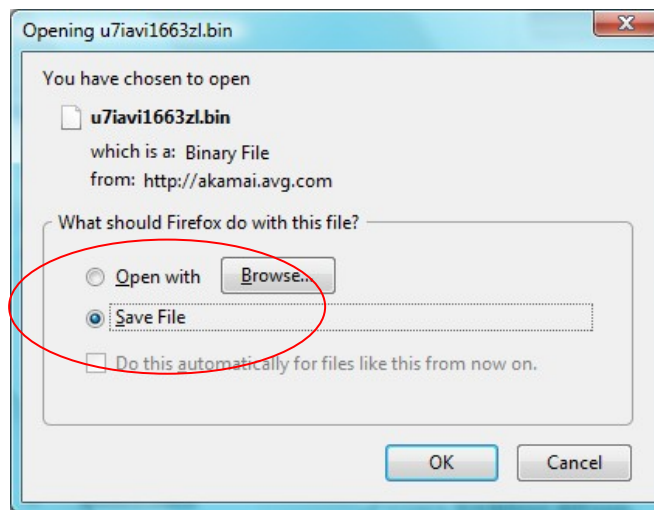 Opening u7iavi1663zl.bin
You have chosen to open
u7iavi1663zl.bin
which is a: Binary File
from: http://akamai.avg.com
What should Firefox do with this file?
Open with Browse...
Save File
Do this automatically for files like this from now on.
OK Cancel